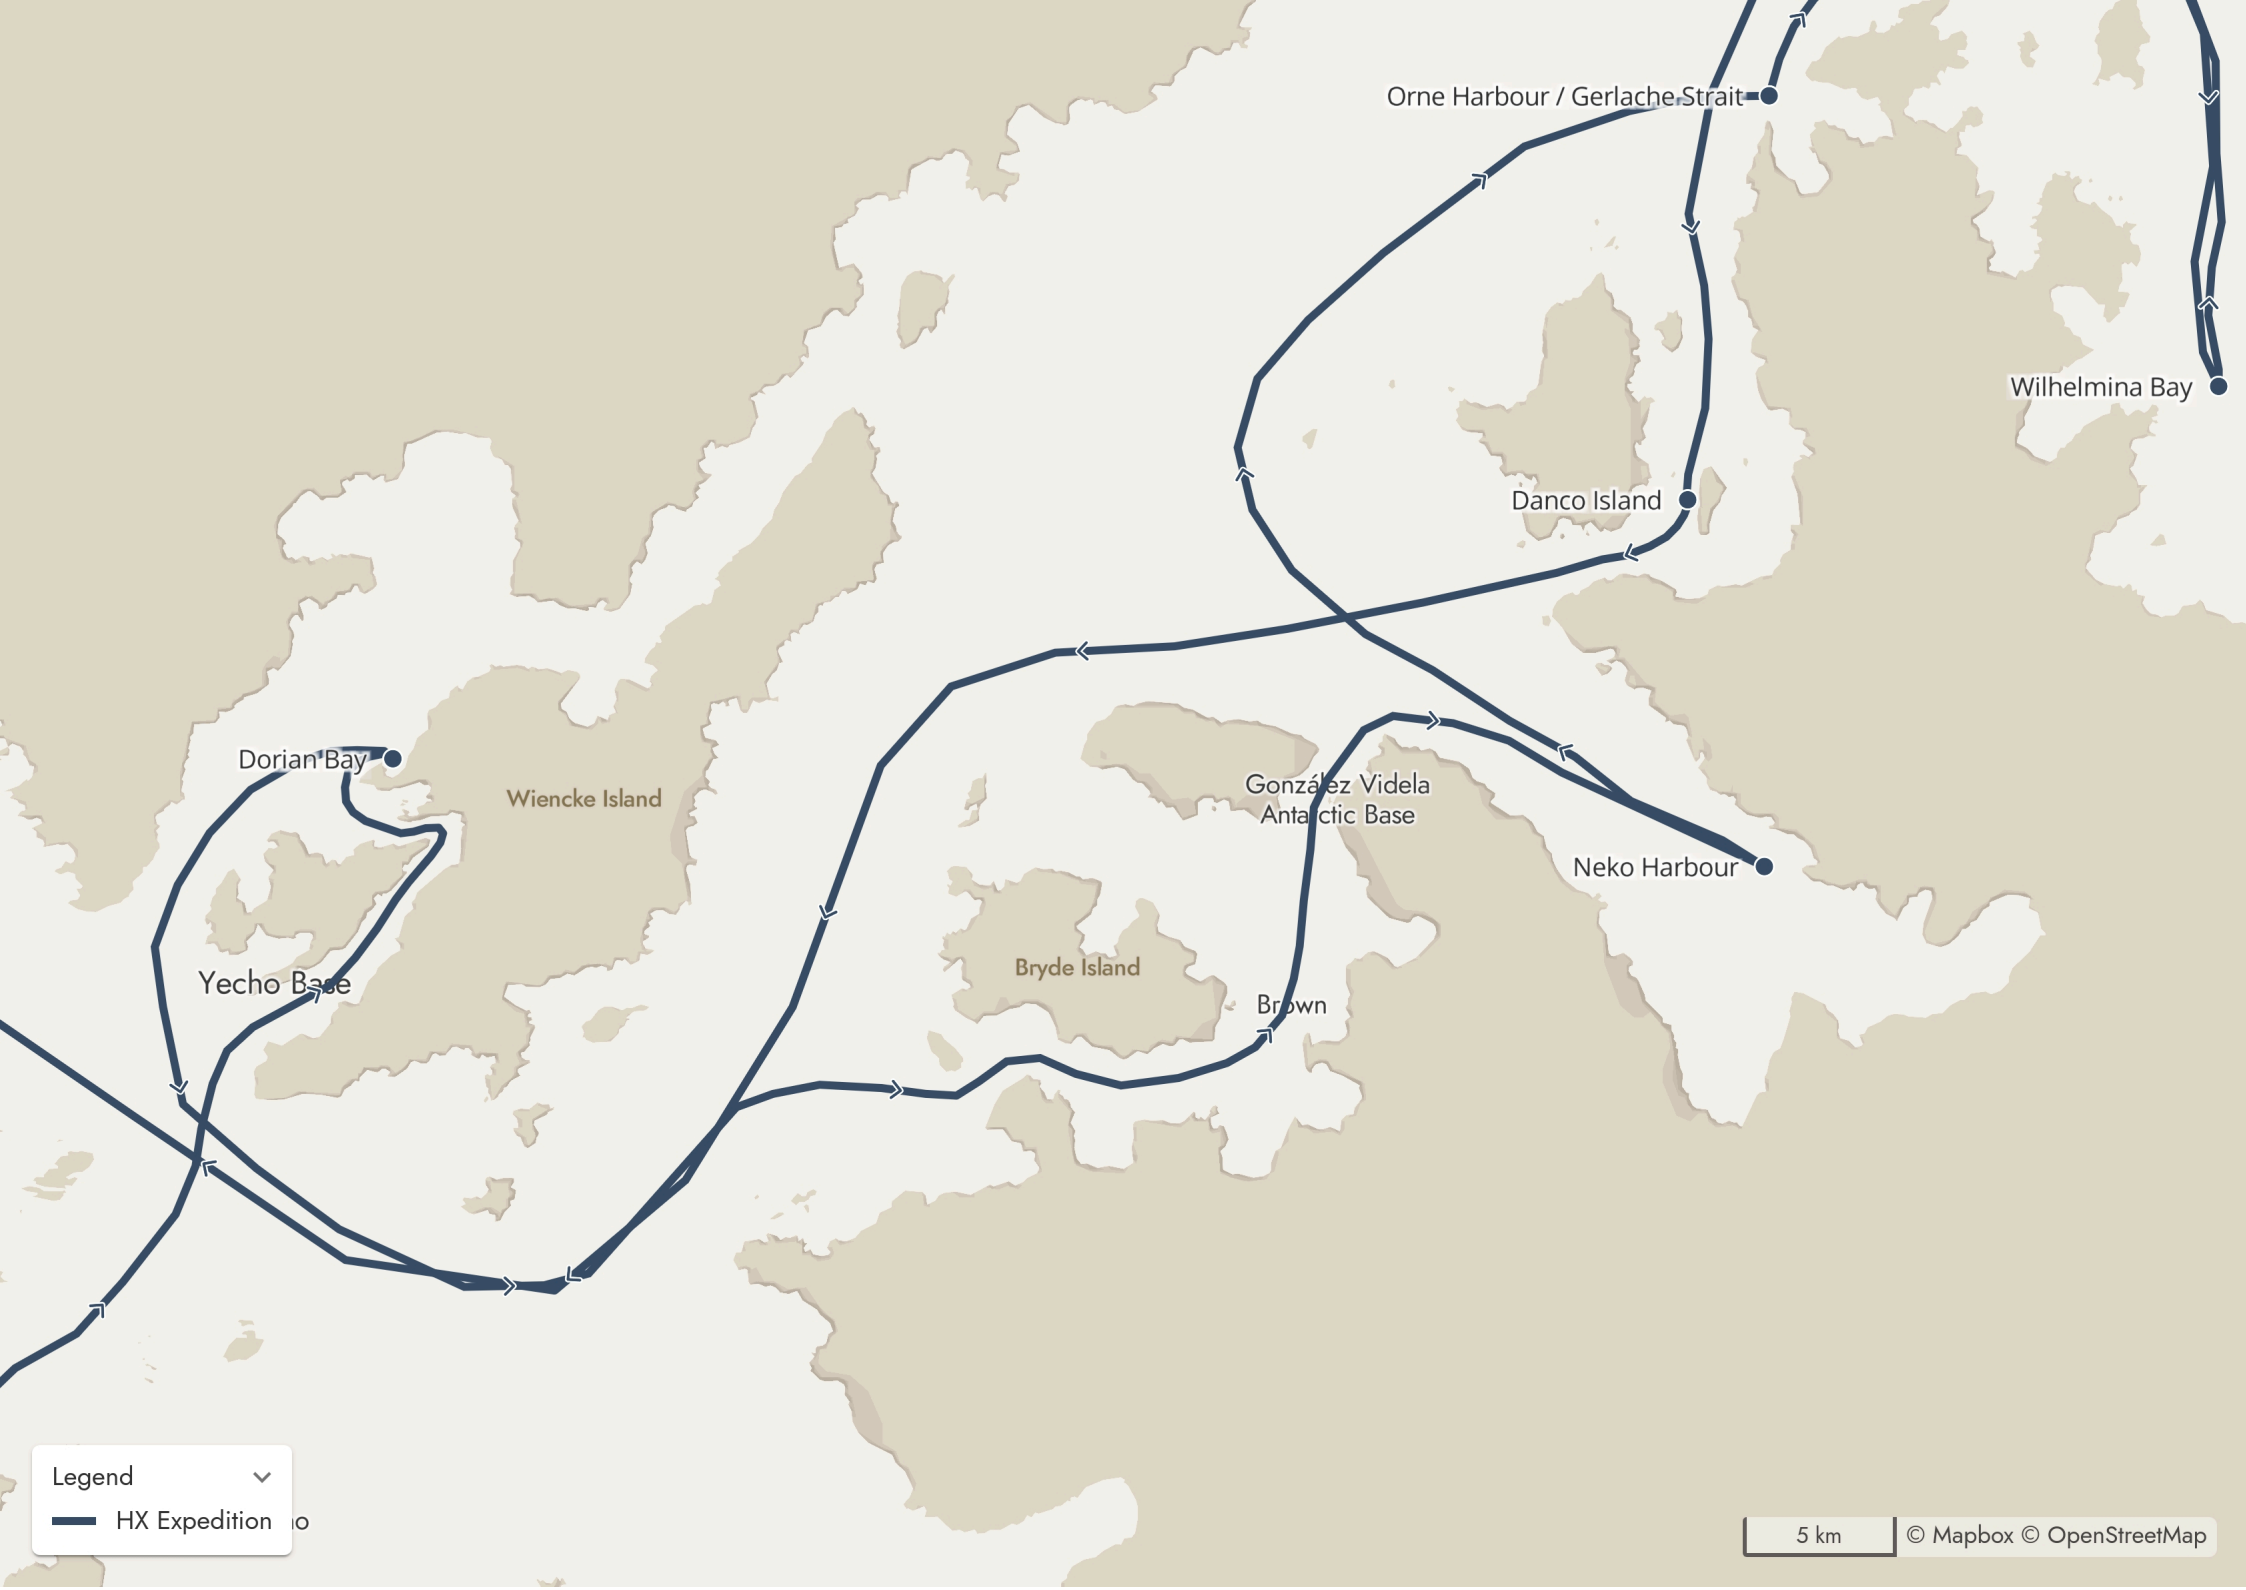 Orne Harbour / Gerlache Strait
Wilhelmina Bay
Danco Island
Dorian Bay
Wiencke Island
González Videla
Antarctic Base
Neko Harbour
Bryde Island
Yecho Base
Brown
Legend
HX Expedition
5 km
© Mapbox © OpenStreetMap